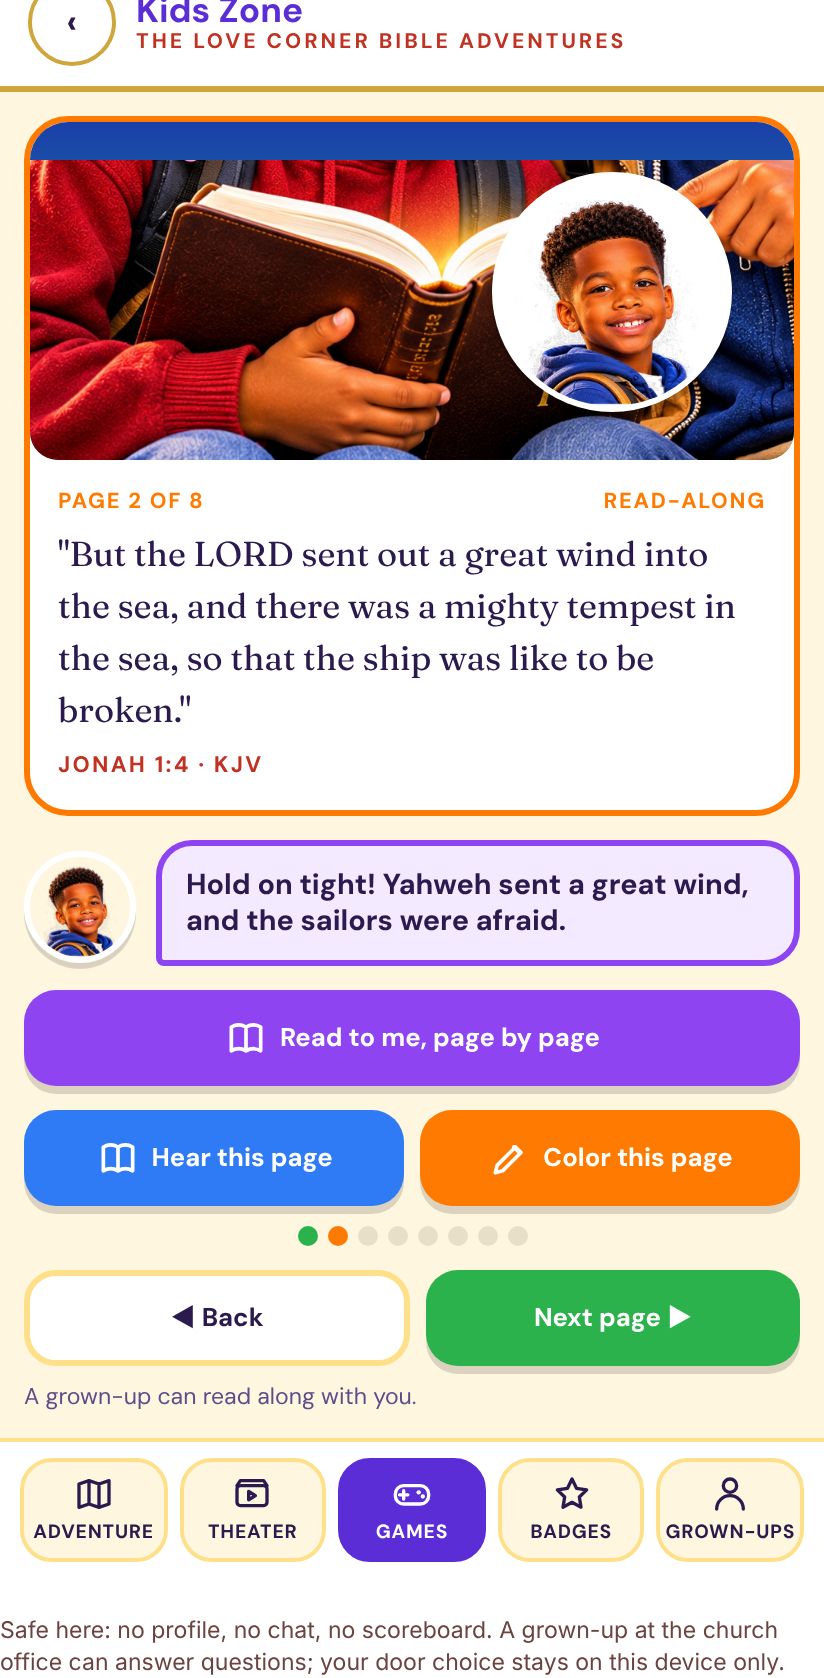 Kids Zone
THE LOVE CORNER BIBLE ADVENTURES
PAGE 2 OF 8
READ-ALONG
"But the LORD sent out a great wind into
the sea, and there was a mighty tempest in
the sea, so that the ship was like to be
broken."
JONAH 1:4 · KJV
Hold on tight! Yahweh sent a great wind,
and the sailors were afraid.
Read to me, page by page
Hear this page
Color this page
◀ Back
Next page ▶
A grown-up can read along with you.
ADVENTURE
THEATER
GAMES
BADGES
GROWN-UPS
Safe here: no profile, no chat, no scoreboard. A grown-up at the church
office can answer questions; your door choice stays on this device only.